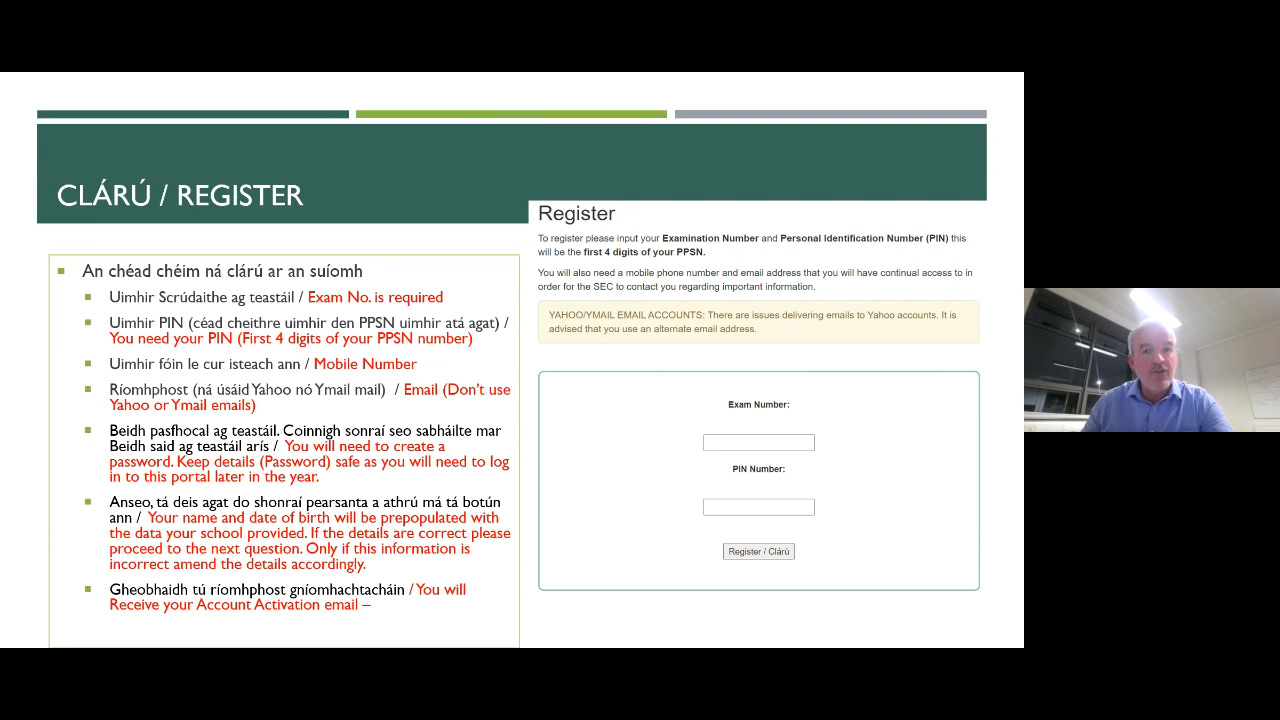 CLÁRÚ / REGISTER
An chéad chéim ná clárú ar an suíomh
Uimhir Scrúdaithe ag teastáil / Exam No. is required
Uimhir PIN (céad cheithre uimhir den PPSN uimhir atá agat) /
You need your PIN (First 4 digits of your PPSN number)
Uimhir fóin le cur isteach ann / Mobile Number
Ríomhphost (ná úsáid Yahoo nó Ymail mail) / Email (Don't use
Yahoo or Ymail emails)
Beidh pasfhocal ag teastáil. Coinnigh sonraí seo sabháilte mar
Beidh said ag teastáil arís / You will need to create a
password. Keep details (Password) safe as you will need to log
in to this portal later in the year.
Anseo, tá deis agat do shonraí pearsanta a athrú má tá botún
ann / Your name and date of birth will be prepopulated with
the data your school provided. If the details are correct please
proceed to the next question. Only if this information is
incorrect amend the details accordingly.
Gheobhaidh tú ríomhphost gníomhachtacháin / You will
Receive your Account Activation email –
Register
To register please input your Examination Number and Personal Identification Number (PIN) this
will be the first 4 digits of your PPSN.
You will also need a mobile phone number and email address that you will have continual access to in
order for the SEC to contact you regarding important information.
YAHOO/YMAIL EMAIL ACCOUNTS: There are issues delivering emails to Yahoo accounts. It is
advised that you use an alternate email address.
Exam Number:
PIN Number:
Register / Clárú